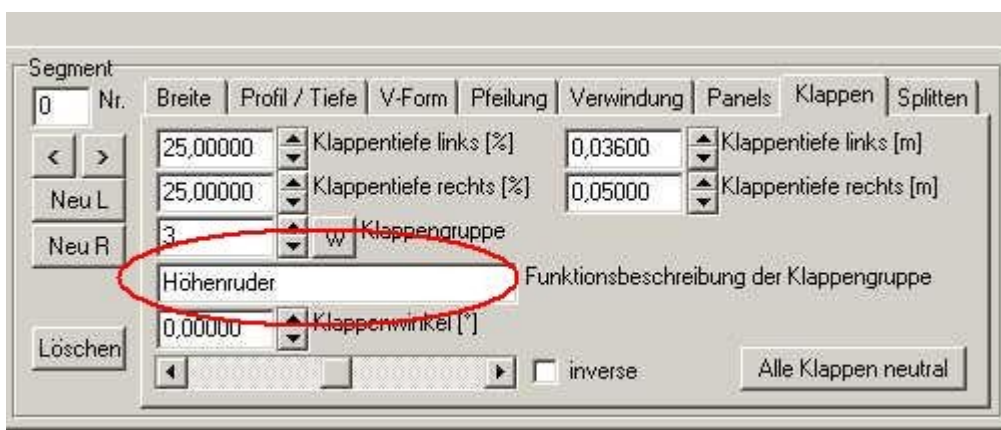 Segment
0 Nr.
Breite Profil / Tiefe V-Form Pfeilung Verwindung Panels Klappen Splitten
< >
Neu L
Neu R
Löschen
25,00000 Klappentiefe links [%] 0,03600 Klappentiefe links [m]
25,00000 Klappentiefe rechts [%] 0,05000 Klappentiefe rechts [m]
3 W Klappengruppe
Höhenruder Funktionsbeschreibung der Klappengruppe
0,00000 Klappenwinkel [°]
inverse Alle Klappen neutral